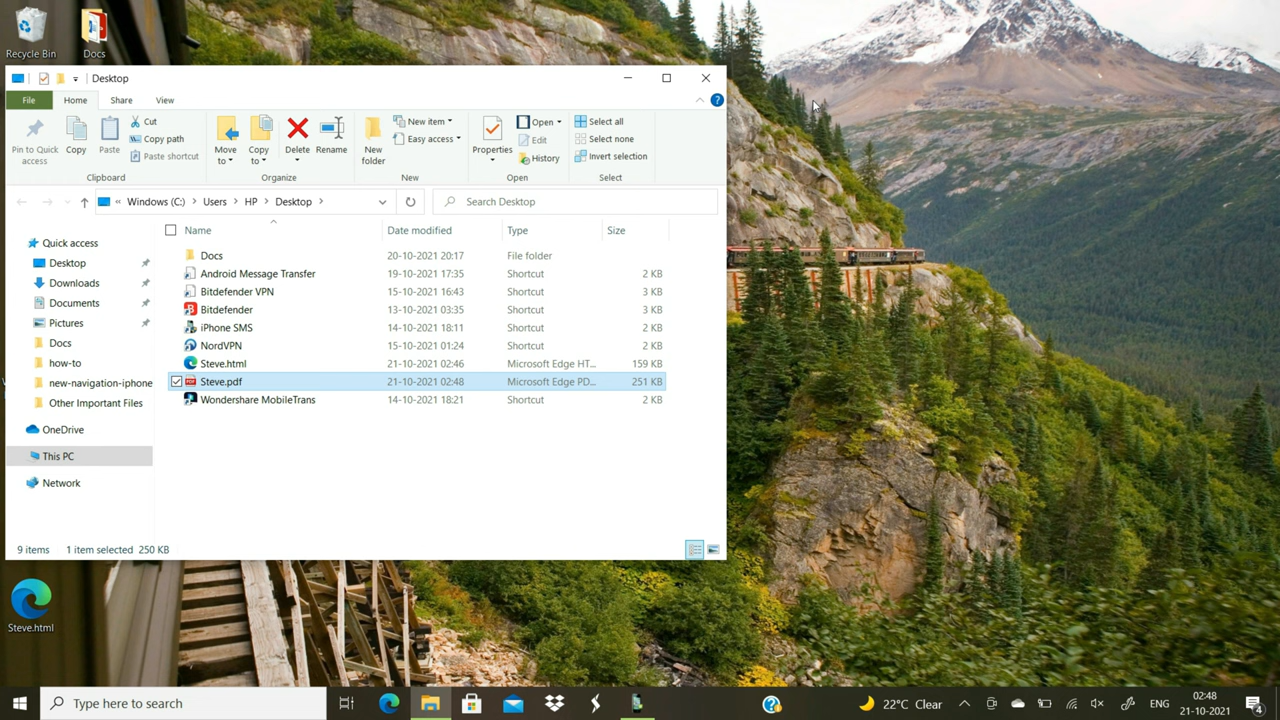 Recycle Bin
Docs
Desktop
File Home Share View
Pin to Quick access
Copy
Paste
Cut
Copy path
Paste shortcut
Clipboard
Move to
Copy to
Delete
Rename
Organize
New folder
New item
Easy access
New
Properties
Open
Edit
History
Open
Select all
Select none
Invert selection
Select
« Windows (C:) Users HP Desktop
Search Desktop
Name Date modified Type Size
Quick access
Desktop
Downloads
Documents
Pictures
Docs
how-to
new-navigation-iphone
Other Important Files
OneDrive
This PC
Network
Docs 20-10-2021 20:17 File folder
Android Message Transfer 19-10-2021 17:35 Shortcut 2 KB
Bitdefender VPN 15-10-2021 16:43 Shortcut 3 KB
Bitdefender 13-10-2021 03:35 Shortcut 3 KB
iPhone SMS 14-10-2021 18:11 Shortcut 2 KB
NordVPN 15-10-2021 01:24 Shortcut 2 KB
Steve.html 21-10-2021 02:46 Microsoft Edge HT... 159 KB
Steve.pdf 21-10-2021 02:48 Microsoft Edge PD... 251 KB
Wondershare MobileTrans 14-10-2021 18:21 Shortcut 2 KB
9 items 1 item selected 250 KB
Steve.html
Type here to search
22°C Clear
ENG
02:48
21-10-2021
4